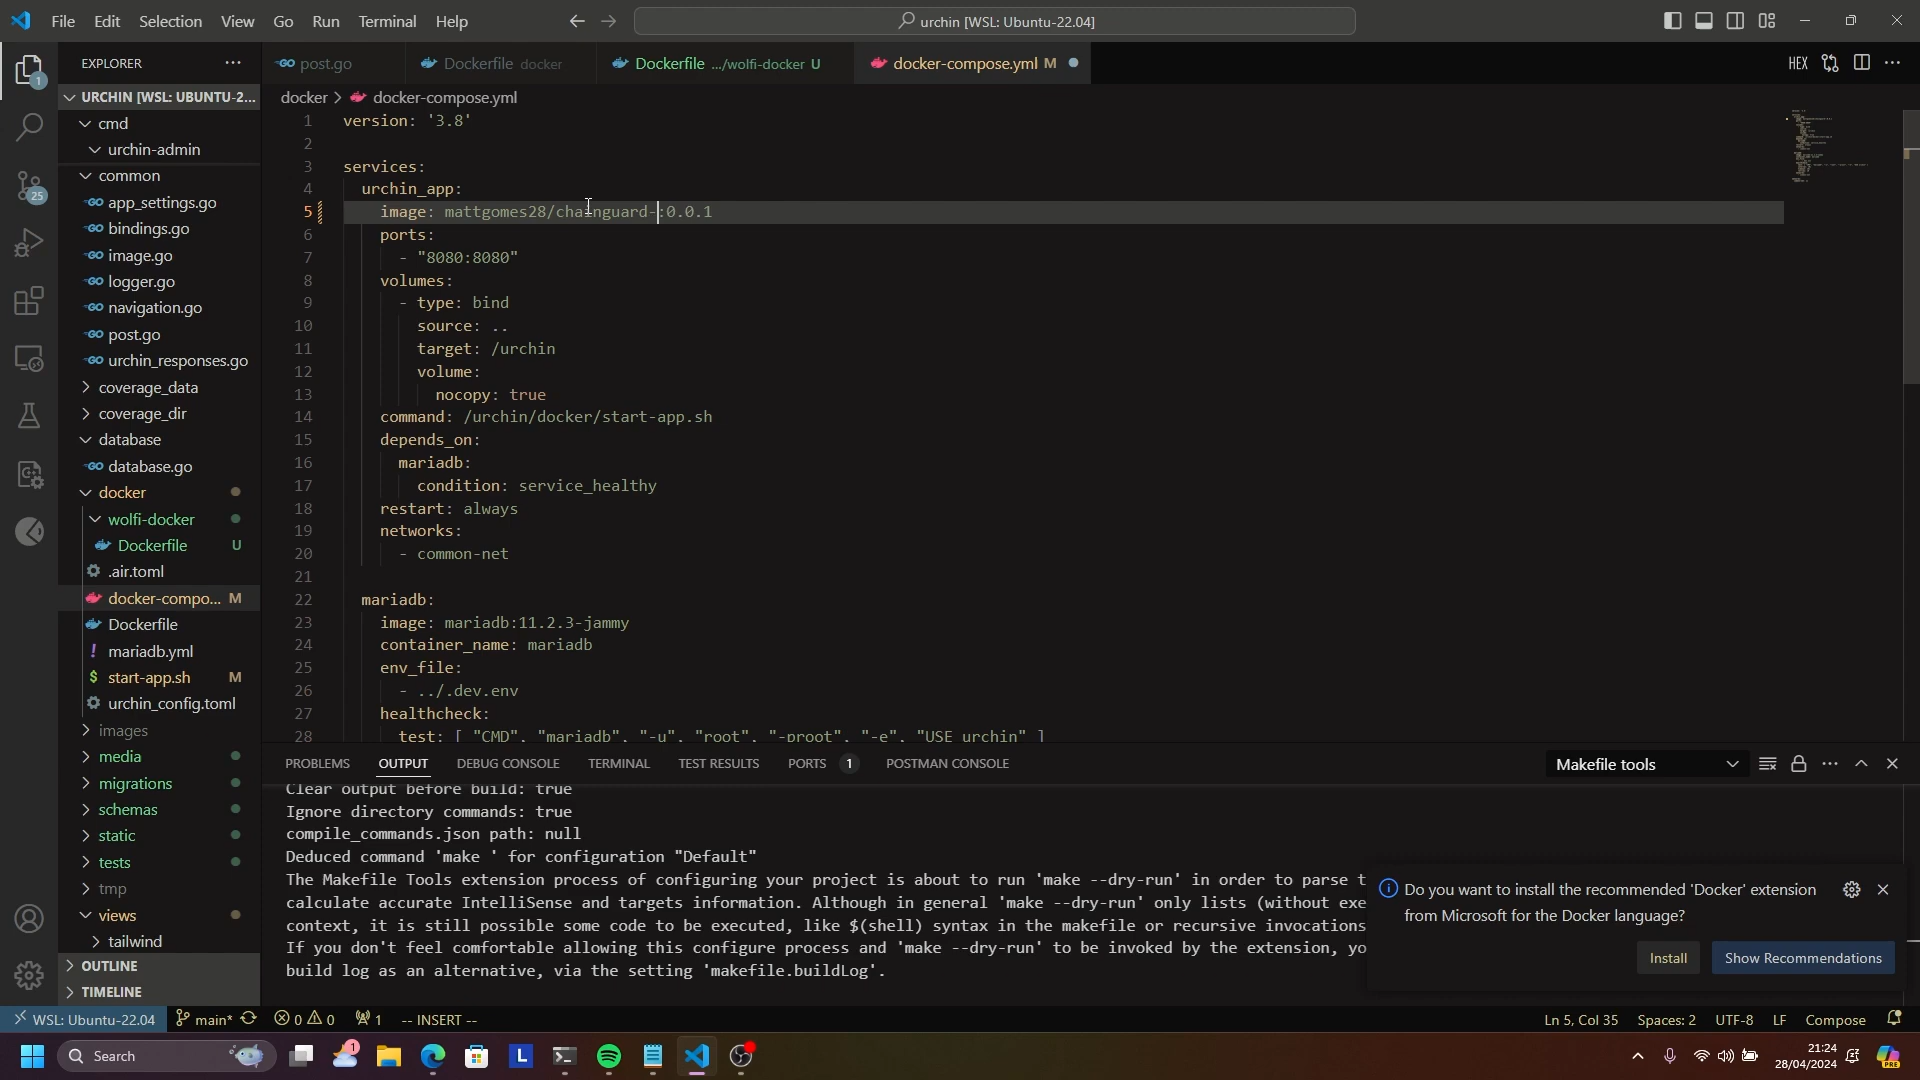 File Edit Selection View Go Run Terminal Help
urchin [WSL: Ubuntu-22.04]
EXPLORER
post.go
Dockerfile docker
Dockerfile .../wolfi-docker U
docker-compose.yml M
HEX
URCHIN [WSL: UBUNTU-2...
docker > docker-compose.yml
cmd
urchin-admin
common
app_settings.go
bindings.go
image.go
logger.go
navigation.go
post.go
urchin_responses.go
coverage_data
coverage_dir
database
database.go
docker
wolfi-docker
Dockerfile U
.air.toml
docker-compo... M
Dockerfile
mariadb.yml
start-app.sh M
urchin_config.toml
images
media
migrations
schemas
static
tests
tmp
views
tailwind
OUTLINE
TIMELINE
1 version: '3.8'
2
3 services:
4 urchin_app:
5 image: mattgomes28/chainguard-:0.0.1
6 ports:
7 - "8080:8080"
8 volumes:
9 - type: bind
10 source: ..
11 target: /urchin
12 volume:
13 nocopy: true
14 command: /urchin/docker/start-app.sh
15 depends_on:
16 mariadb:
17 condition: service_healthy
18 restart: always
19 networks:
20 - common-net
21
22 mariadb:
23 image: mariadb:11.2.3-jammy
24 container_name: mariadb
25 env_file:
26 - ../.dev.env
27 healthcheck:
28 test: [ "CMD", "mariadb", "-u", "root", "-proot", "-e", "USE urchin" ]
PROBLEMS OUTPUT DEBUG CONSOLE TERMINAL TEST RESULTS PORTS 1 POSTMAN CONSOLE
Makefile tools
Clear output before build: true
Ignore directory commands: true
compile_commands.json path: null
Deduced command 'make ' for configuration "Default"
The Makefile Tools extension process of configuring your project is about to run 'make --dry-run' in order to parse t
calculate accurate IntelliSense and targets information. Although in general 'make --dry-run' only lists (without exe
context, it is still possible some code to be executed, like $(shell) syntax in the makefile or recursive invocations
If you don't feel comfortable allowing this configure process and 'make --dry-run' to be invoked by the extension, yo
build log as an alternative, via the setting 'makefile.buildLog'.
Do you want to install the recommended 'Docker' extension
from Microsoft for the Docker language?
Install
Show Recommendations
1
25
WSL: Ubuntu-22.04 main* 0 0 1 -- INSERT --
Ln 5, Col 35 Spaces: 2 UTF-8 LF Compose
Search
1
L
21:24
28/04/2024
PRE